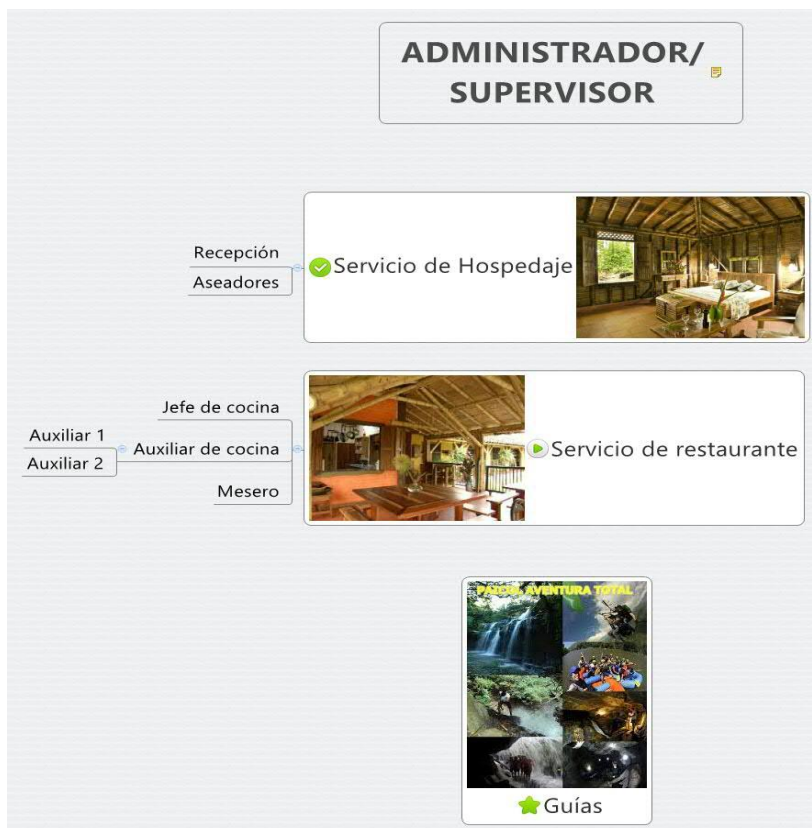 ADMINISTRADOR/
SUPERVISOR
Recepción
Aseadores
Servicio de Hospedaje
Jefe de cocina
Auxiliar 1
Auxiliar 2
Auxiliar de cocina
Mesero
Servicio de restaurante
AVENTURA TOTAL
Guías